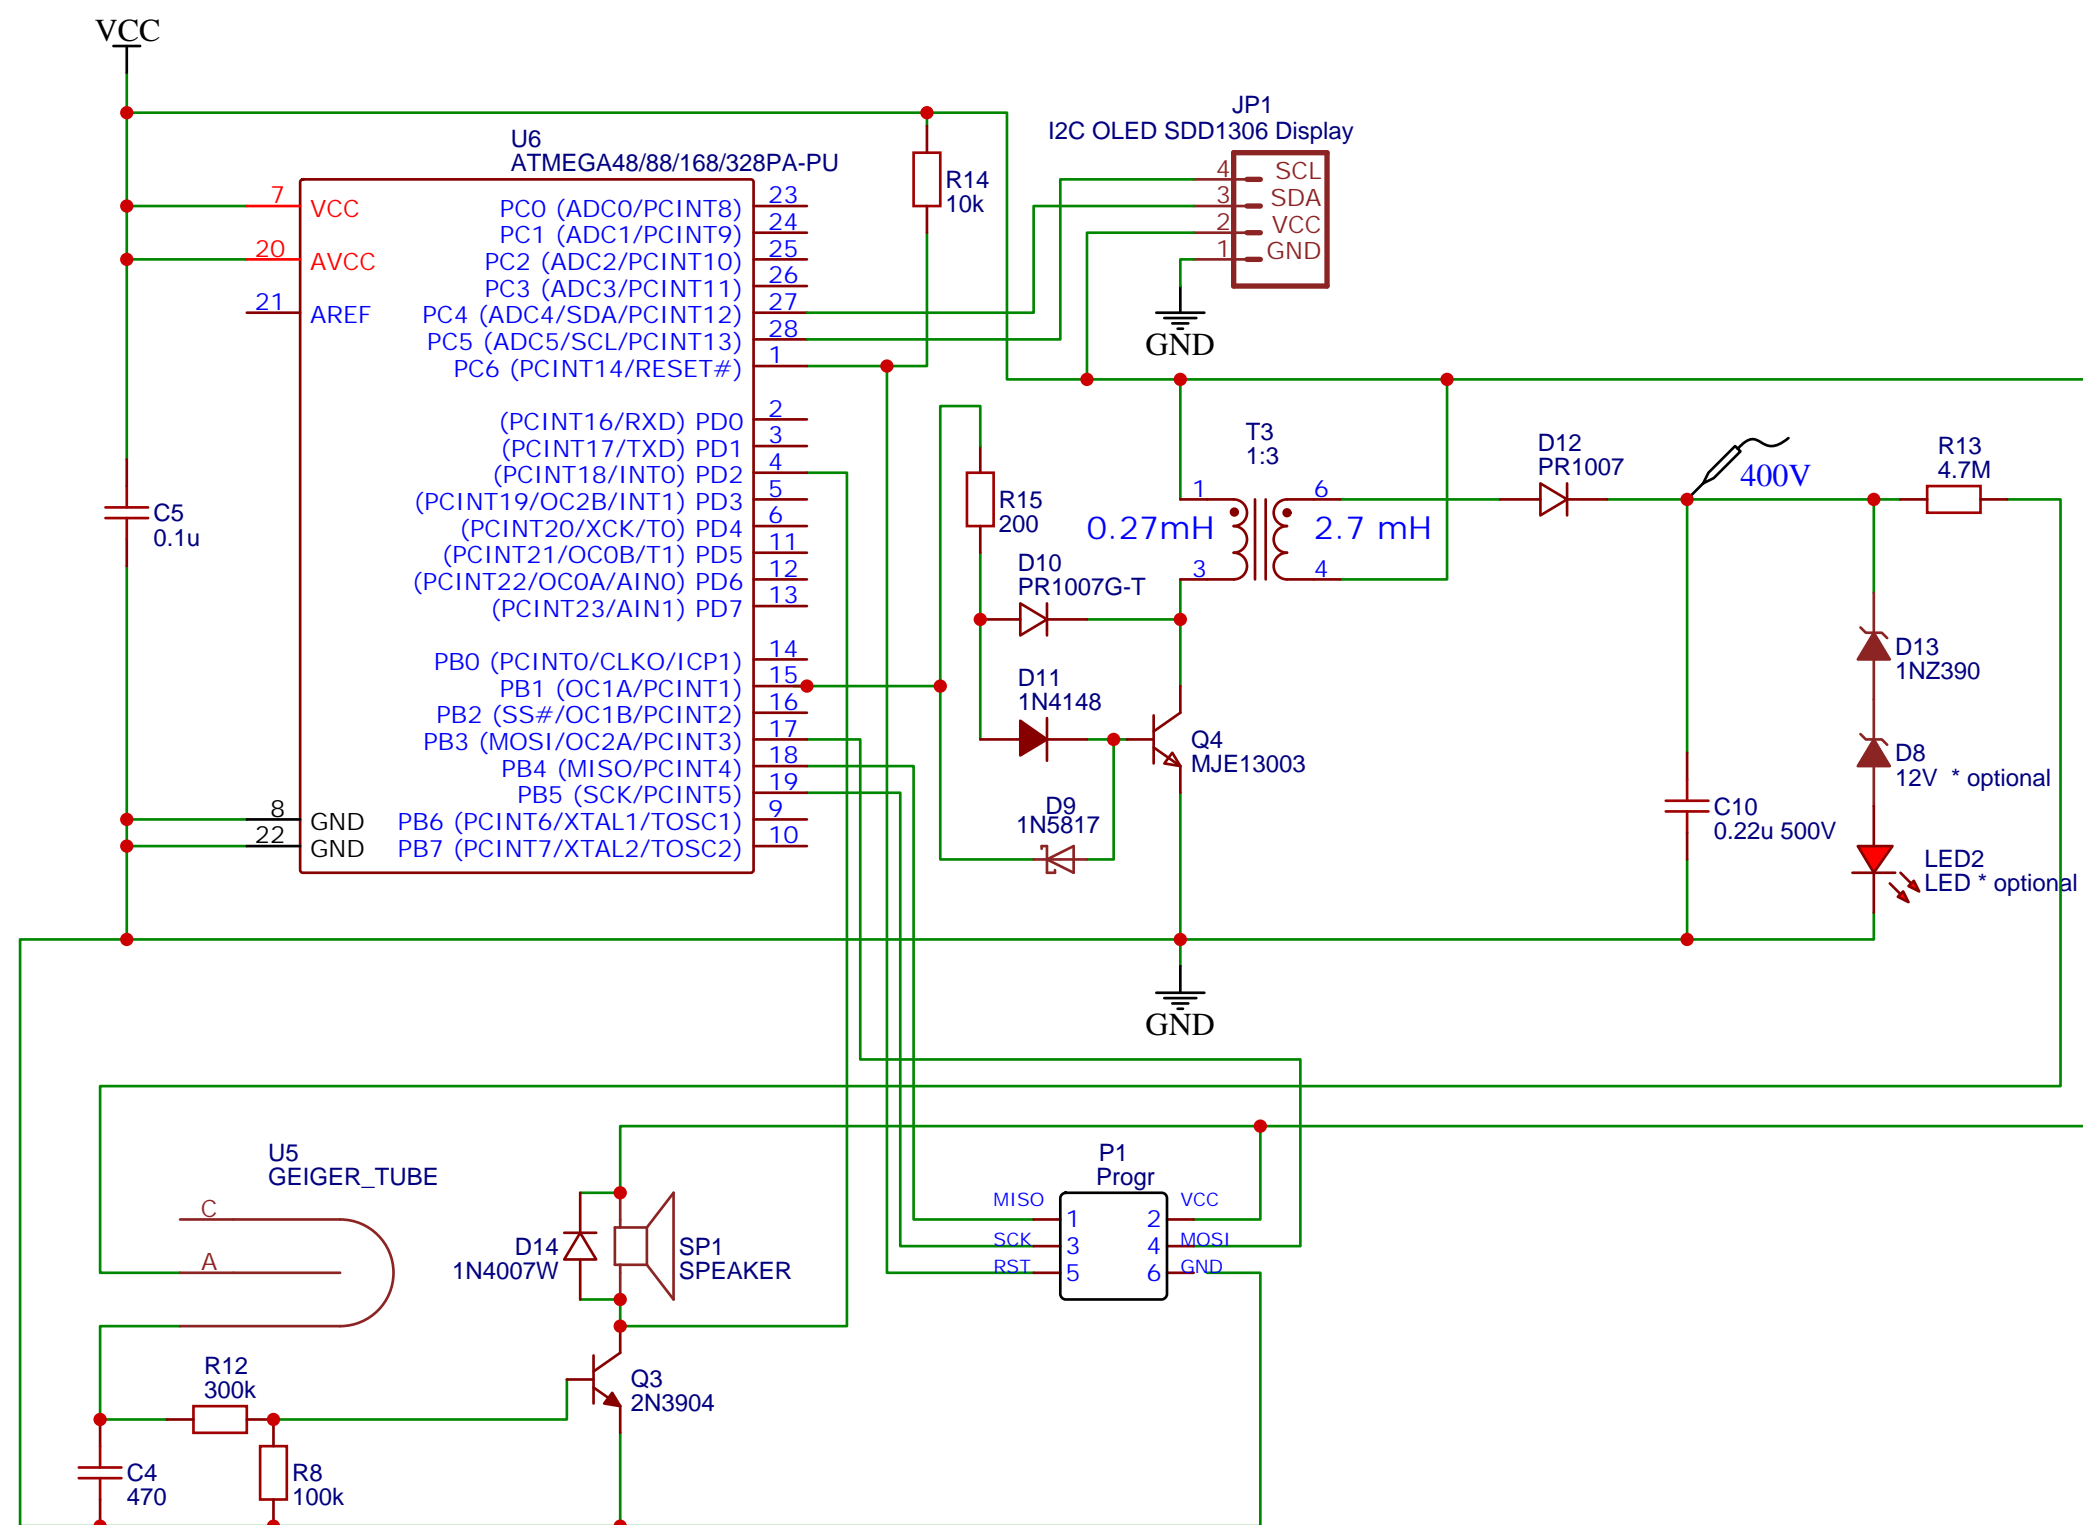 VCC
JP1
I2C OLED SDD1306 Display
4 SCL
3 SDA
2 VCC
1 GND
GND
U6
ATMEGA48/88/168/328PA-PU
R14
10k
7 VCC
20 AVCC
21 AREF
8 GND
22 GND
PC0 (ADC0/PCINT8) 23
PC1 (ADC1/PCINT9) 24
PC2 (ADC2/PCINT10) 25
PC3 (ADC3/PCINT11) 26
PC4 (ADC4/SDA/PCINT12) 27
PC5 (ADC5/SCL/PCINT13) 28
PC6 (PCINT14/RESET#) 1
(PCINT16/RXD) PD0 2
(PCINT17/TXD) PD1 3
(PCINT18/INT0) PD2 4
(PCINT19/OC2B/INT1) PD3 5
(PCINT20/XCK/T0) PD4 6
(PCINT21/OC0B/T1) PD5 11
(PCINT22/OC0A/AIN0) PD6 12
(PCINT23/AIN1) PD7 13
PB0 (PCINT0/CLKO/ICP1) 14
PB1 (OC1A/PCINT1) 15
PB2 (SS#/OC1B/PCINT2) 16
PB3 (MOSI/OC2A/PCINT3) 17
PB4 (MISO/PCINT4) 18
PB5 (SCK/PCINT5) 19
PB6 (PCINT6/XTAL1/TOSC1) 9
PB7 (PCINT7/XTAL2/TOSC2) 10
C5
0.1u
R15
200
D10
PR1007G-T
D11
1N4148
D9
1N5817
Q4
MJE13003
T3
1:3
1
6
0.27mH
2.7 mH
3
4
D12
PR1007
400V
R13
4.7M
D13
1NZ390
D8
12V * optional
C10
0.22u 500V
LED2
LED * optional
GND
U5
GEIGER_TUBE
C
A
D14
1N4007W
SP1
SPEAKER
P1
Progr
MISO 1 2 VCC
SCK 3 4 MOSI
RST 5 6 GND
R12
300k
Q3
2N3904
C4
470
R8
100k